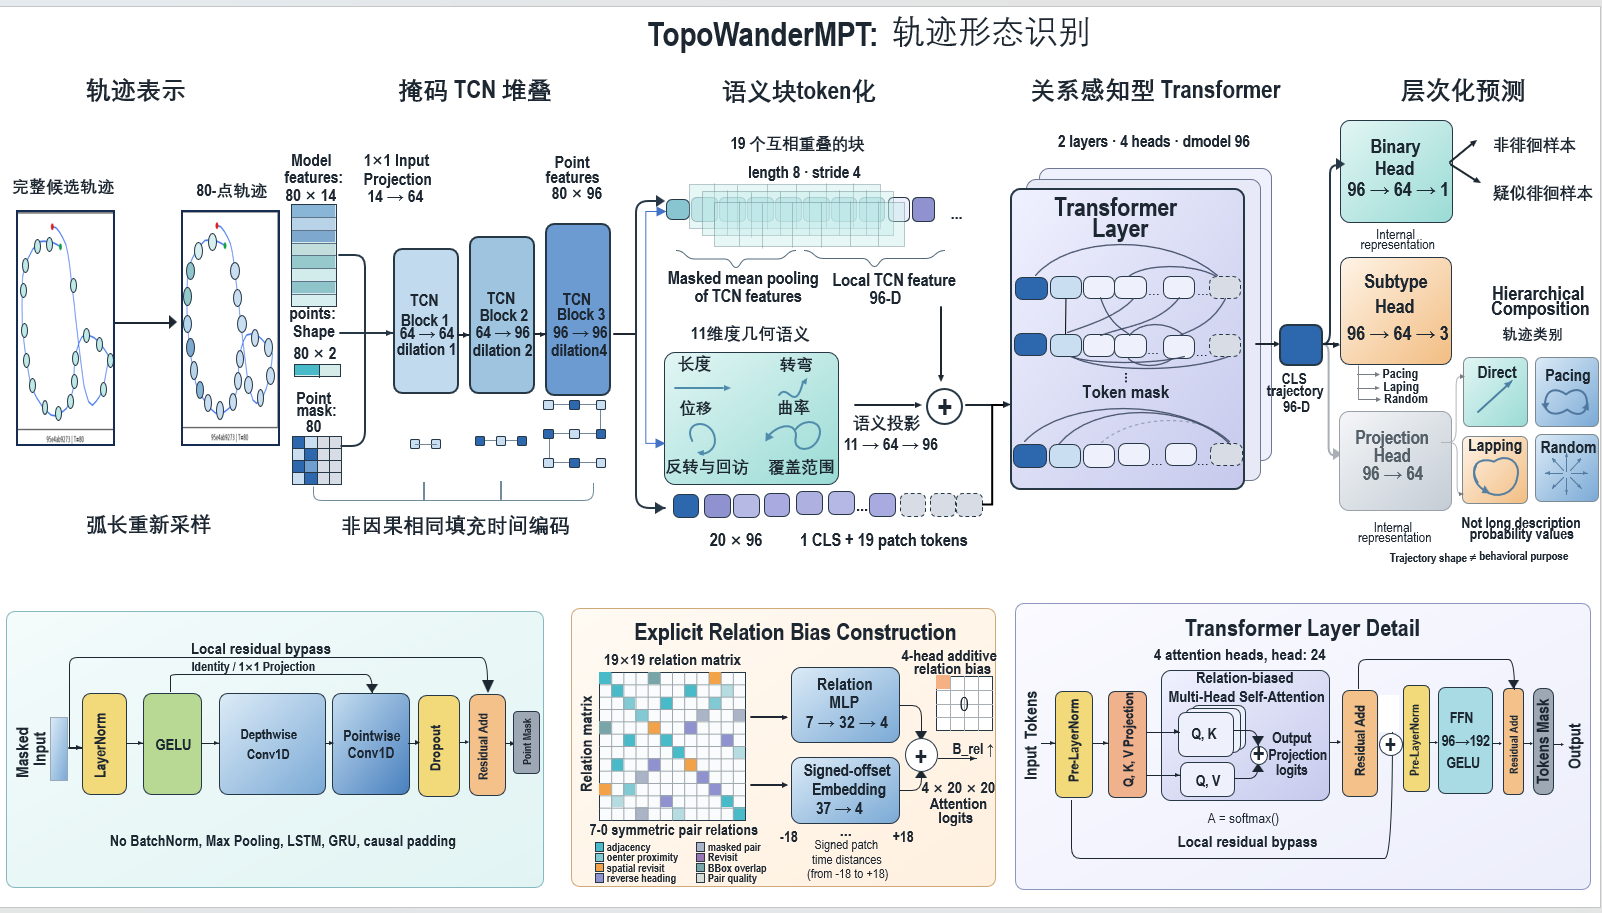 TopoWanderMPT: 轨迹形态识别
轨迹表示
掩码 TCN 堆叠
语义块token化
关系感知型 Transformer
层次化预测
完整候选轨迹
80-点轨迹
95e4ab9273 | T=80
95e4ab9273 | T=80
弧长重新采样
Model
features:
80 × 14
points:
Shape
80 × 2
Point
mask:
80
1×1 Input
Projection
14 → 64
Point
features
80 × 96
TCN
Block 1
64 → 64
dilation 1
TCN
Block 2
64 → 96
dilation 2
TCN
Block 3
96 → 96
dilation4
非因果相同填充时间编码
19 个互相重叠的块
length 8 · stride 4
...
Masked mean pooling
of TCN features
Local TCN feature
96-D
11维度几何语义
长度
转弯
位移
曲率
反转与回访
覆盖范围
语义投影
11 → 64 → 96
+
...
20 × 96
1 CLS + 19 patch tokens
2 layers · 4 heads · dmodel 96
Transformer
Layer
... ...
... ...
⋮
Token mask
... ...
CLS
trajectory
96-D
Binary
Head
96 → 64 → 1
非徘徊样本
疑似徘徊样本
Internal
representation
Subtype
Head
96 → 64 → 3
Pacing
Laping
Random
Hierarchical
Composition
轨迹类别
Projection
Head
96 → 64
Internal
representation
Direct
Pacing
Lapping
Random
Not long description
probability values
Trajectory shape ≠ behavioral purpose
Local residual bypass
Identity / 1×1 Projection
Masked
Input
LayerNorm
GELU
Depthwise
Conv1D
Pointwise
Conv1D
Dropout
Residual Add
Point Mask
No BatchNorm, Max Pooling, LSTM, GRU, causal padding
Explicit Relation Bias Construction
19×19 relation matrix
Relation matrix
7-0 symmetric pair relations
adjacency
oenter proximity
spatial revisit
reverse heading
masked pair
Revisit
BBox overlap
Pair quality
Relation
MLP
7 → 32 → 4
Signed-offset
Embedding
37 → 4
-18
...
+18
Signed patch
time distances
(from -18 to +18)
4-head additive
relation bias
0
+
B_rel ↑
4 × 20 × 20
Attention
logits
Transformer Layer Detail
4 attention heads, head: 24
Input Tokens
Pre-LayerNorm
Q, K, V Projection
Relation-biased
Multi-Head Self-Attention
Q, K
Q, V
+
Output
Projection
logits
A = softmax()
Local residual bypass
Residual Add
+
Pre-LayerNorm
FFN
96→192
GELU
Residual Add
Tokens Mask
Output